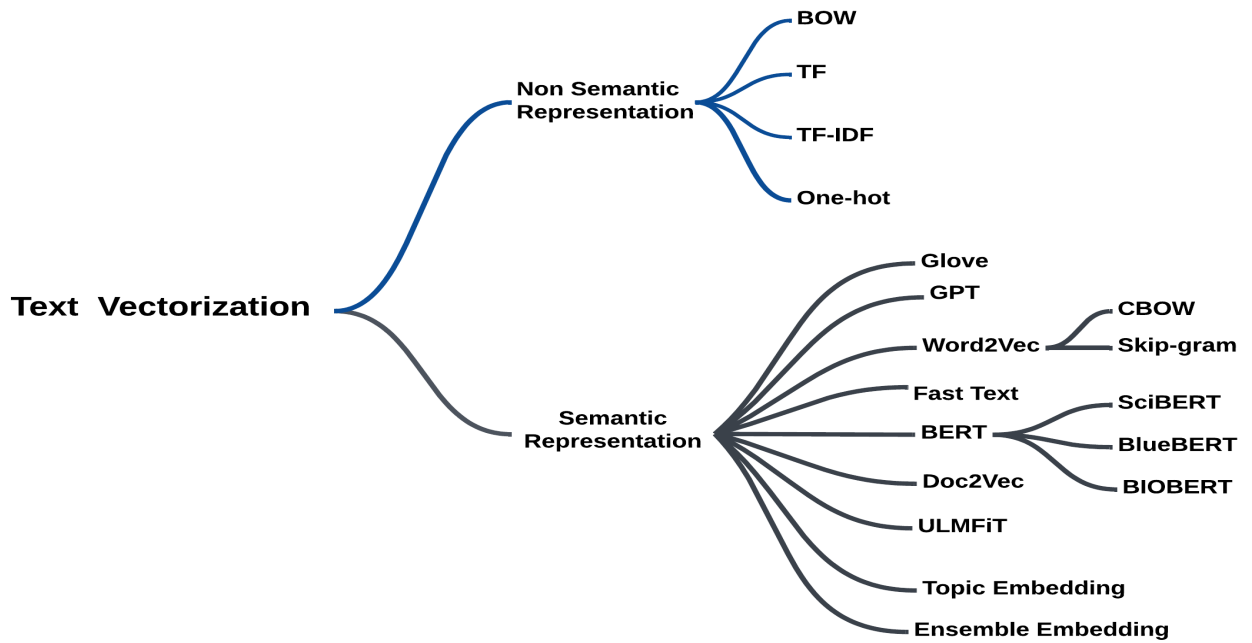 Text Vectorization
Non Semantic
Representation
BOW
TF
TF-IDF
One-hot
Semantic
Representation
Glove
GPT
Word2Vec
CBOW
Skip-gram
Fast Text
BERT
SciBERT
BlueBERT
BIOBERT
Doc2Vec
ULMFiT
Topic Embedding
Ensemble Embedding